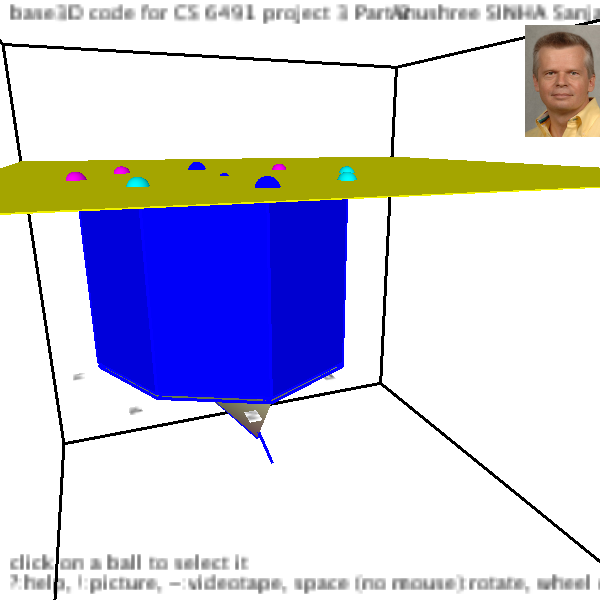 base3D code for CS 6491 project 3 Part 2 Anushree SINHA Sanja
click on a ball to select it
?:help, !:picture, ~:videotape, space (no mouse):rotate, wheel